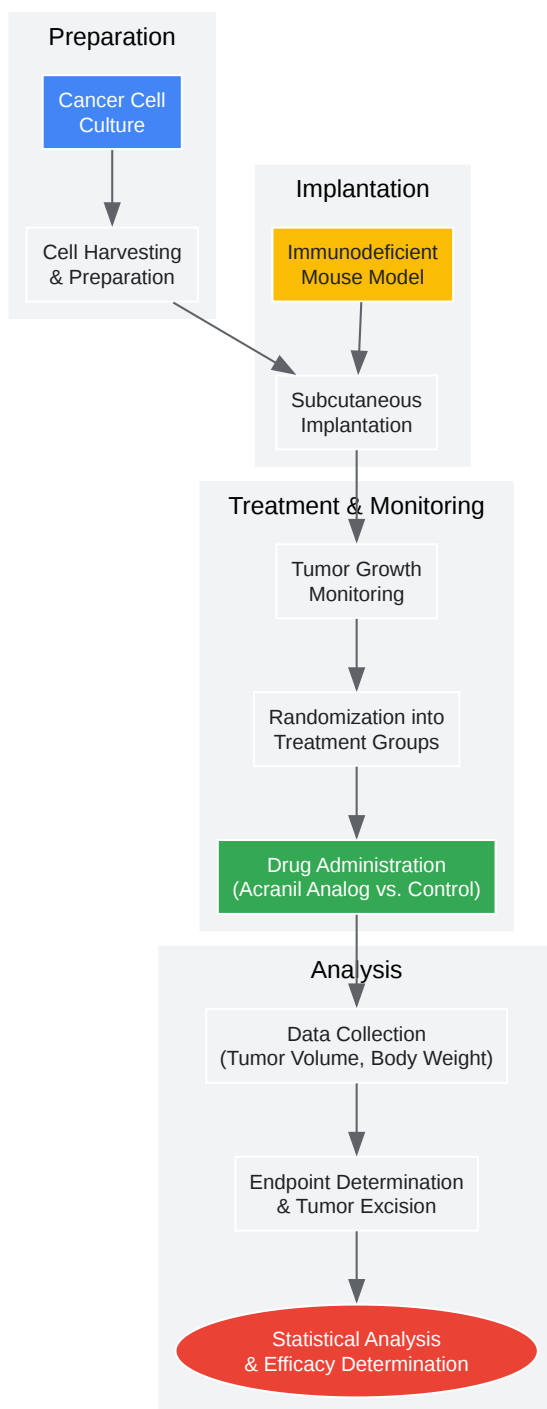 Preparation
Cancer Cell
Culture
Cell Harvesting
& Preparation
Implantation
Immunodeficient
Mouse Model
Subcutaneous
Implantation
Treatment & Monitoring
Tumor Growth
Monitoring
Randomization into
Treatment Groups
Drug Administration
(Acranil Analog vs. Control)
Analysis
Data Collection
(Tumor Volume, Body Weight)
Endpoint Determination
& Tumor Excision
Statistical Analysis
& Efficacy Determination